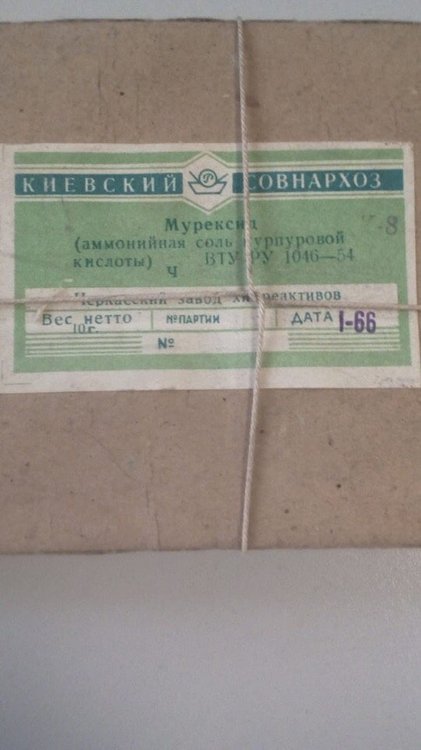 КИЕВСКИЙ СОВНАРХОЗ
Мурексид
(аммонийная соль пурпуровой
кислоты) Ч ВТУ РУ 1046—54
Черкасский завод химреактивов
Вес нетто №ПАРТИИ ДАТА I-66
10 г.
№